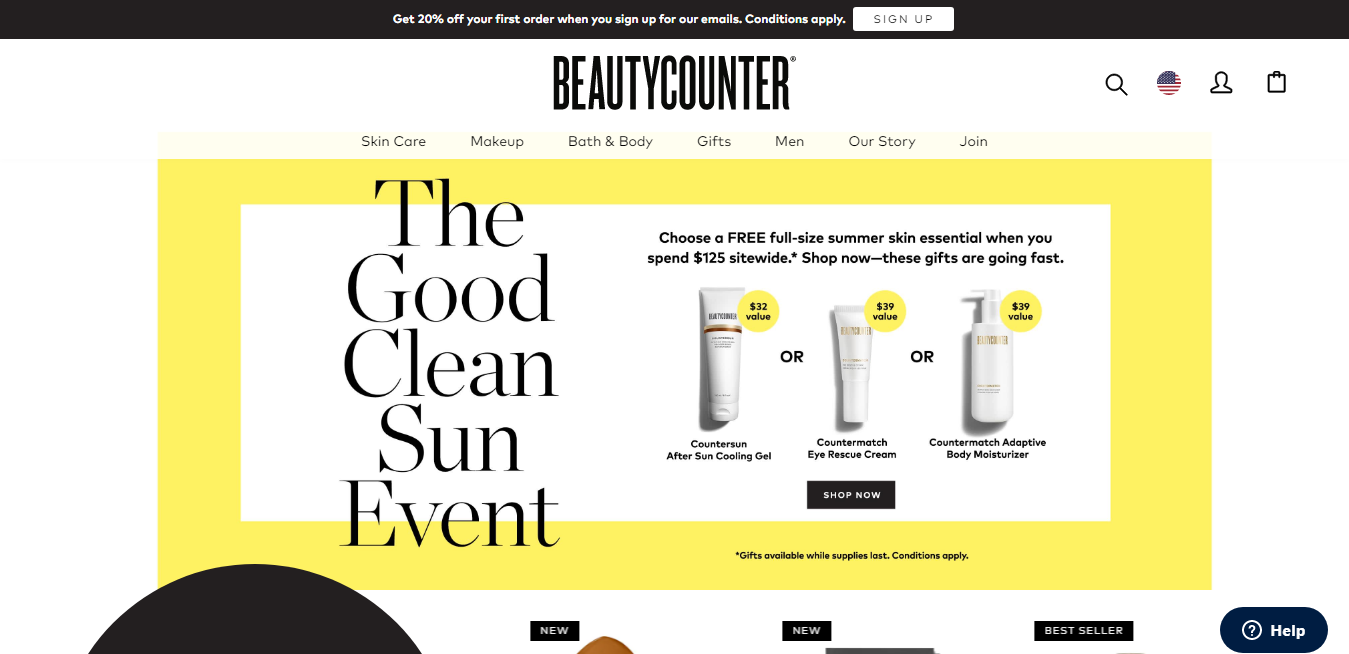 Get 20% off your first order when you sign up for our emails. Conditions apply. SIGN UP
BEAUTYCOUNTER®
Skin Care Makeup Bath & Body Gifts Men Our Story Join
The
Good
Clean
Sun
Event
Choose a FREE full-size summer skin essential when you
spend $125 sitewide.* Shop now—these gifts are going fast.
BEAUTYCOUNTER
$32
value
OR
BEAUTYCOUNTER
$39
value
OR
BEAUTYCOUNTER
$39
value
Countersun
After Sun Cooling Gel
Countermatch
Eye Rescue Cream
Countermatch Adaptive
Body Moisturizer
SHOP NOW
*Gifts available while supplies last. Conditions apply.
NEW
NEW
BEST SELLER
Help